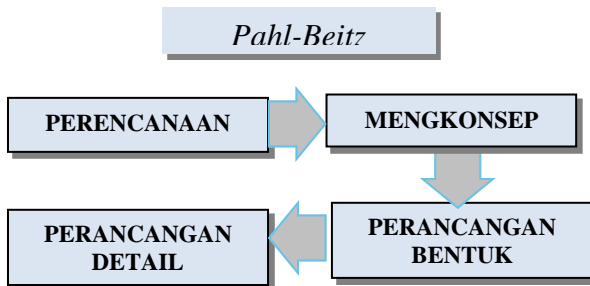 Pahl-Beitz
PERENCANAAN
MENGKONSEP
PERANCANGAN
BENTUK
PERANCANGAN
DETAIL